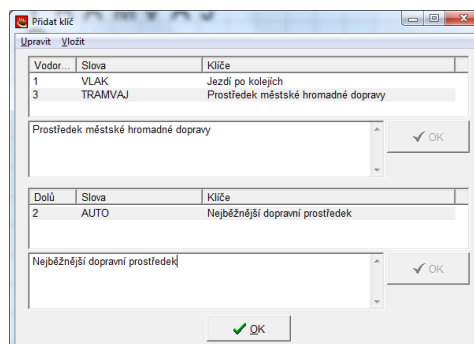 Přidat klíč
Upravit Vložit
Vodor... Slova Klíče
1 VLAK Jezdí po kolejích
3 TRAMVAJ Prostředek městské hromadné dopravy
Prostředek městské hromadné dopravy
OK
Dolů Slova Klíče
2 AUTO Nejběžnější dopravní prostředek
Nejběžnější dopravní prostředek
OK
OK